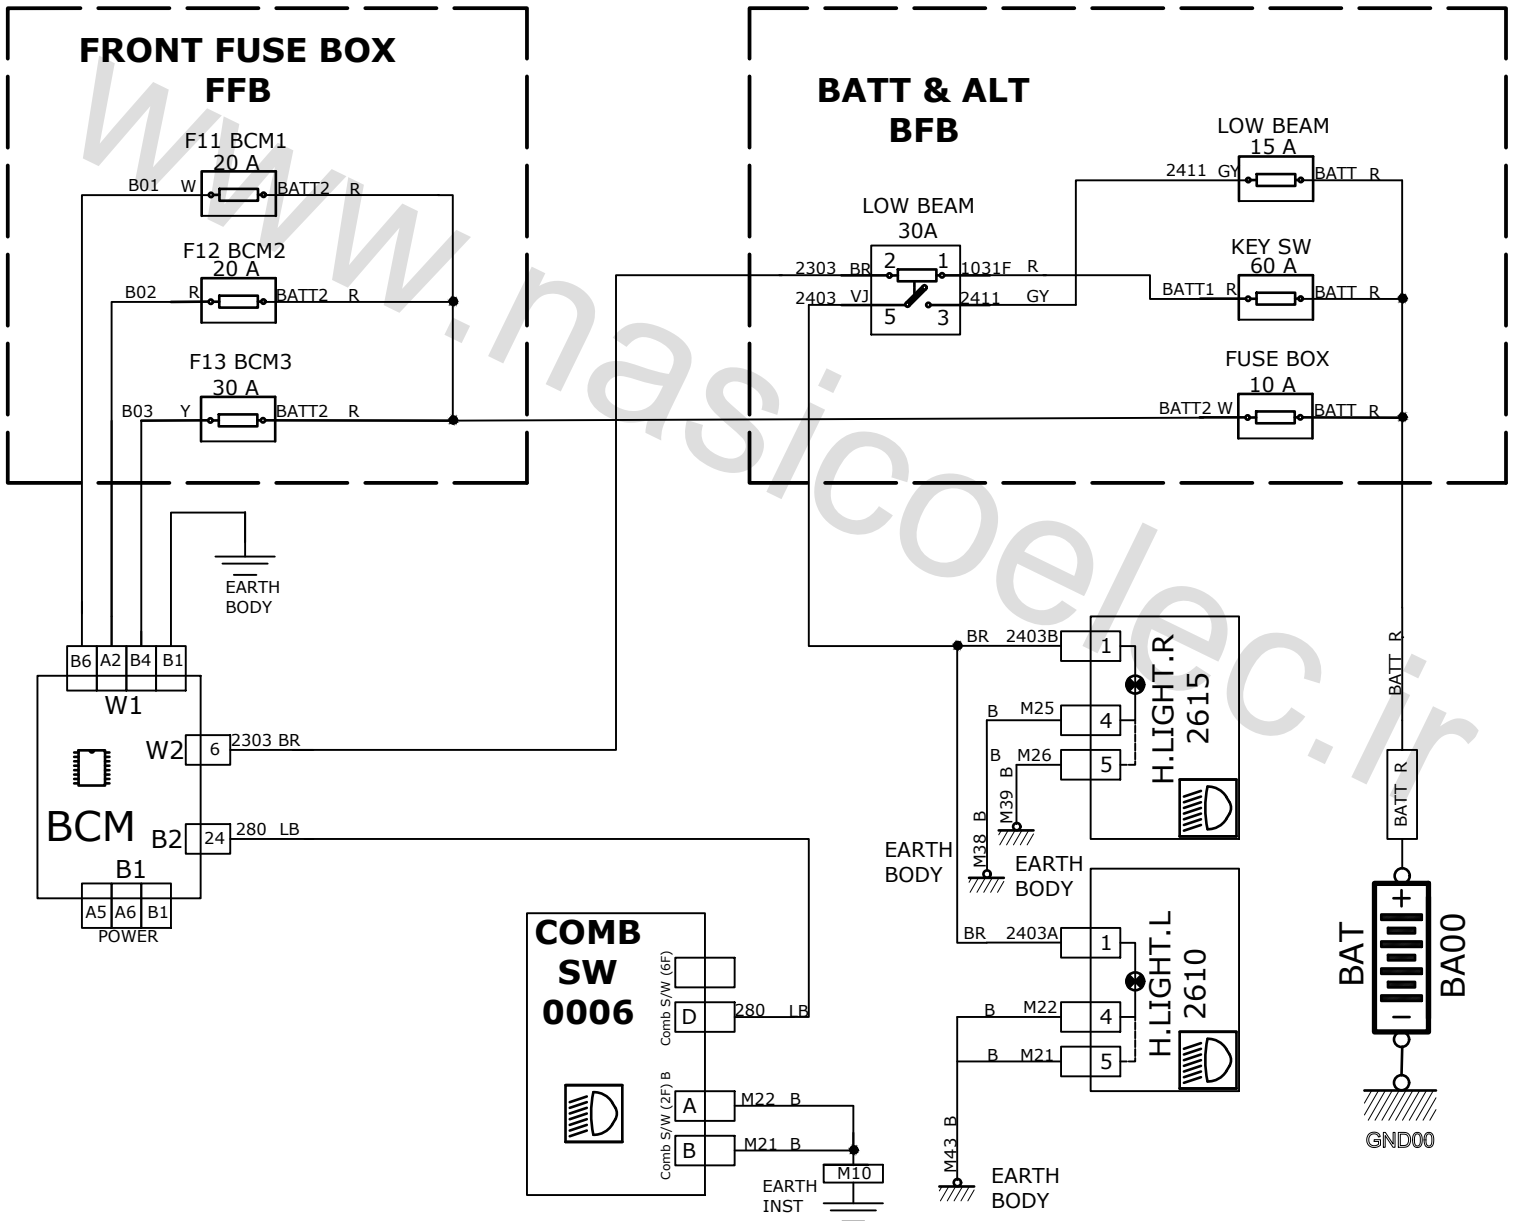 FRONT FUSE BOX
FFB
F11 BCM1
20 A
B01 W BATT2 R
F12 BCM2
20 A
B02 R BATT2 R
F13 BCM3
30 A
B03 Y BATT2 R
BATT & ALT
BFB
LOW BEAM
15 A
2411 GY BATT R
LOW BEAM
30A
2303 BR 2 1 1031F R
2403 VJ 5 3 2411 GY
KEY SW
60 A
BATT1 R BATT R
FUSE BOX
10 A
BATT2 W BATT R
EARTH
BODY
B6 A2 B4 B1
W1
W2 6 2303 BR
BCM
B2 24 280 LB
B1
A5 A6 B1
POWER
COMB
SW
0006
Comb S/W (6F)
D 280 LB
Comb S/W (2F) B
A M22 B
B M21 B
M10
EARTH
INST
BR 2403B 1
B M25 4
B M26 5
M39 B
M38 B
H.LIGHT.R
2615
EARTH
BODY
EARTH
BODY
BR 2403A 1
B M22 4
B M21 5
M43 B
H.LIGHT.L
2610
EARTH
BODY
BATT R
BATT R
+
−
BAT
BA00
GND00
www.nasicoelec.ir